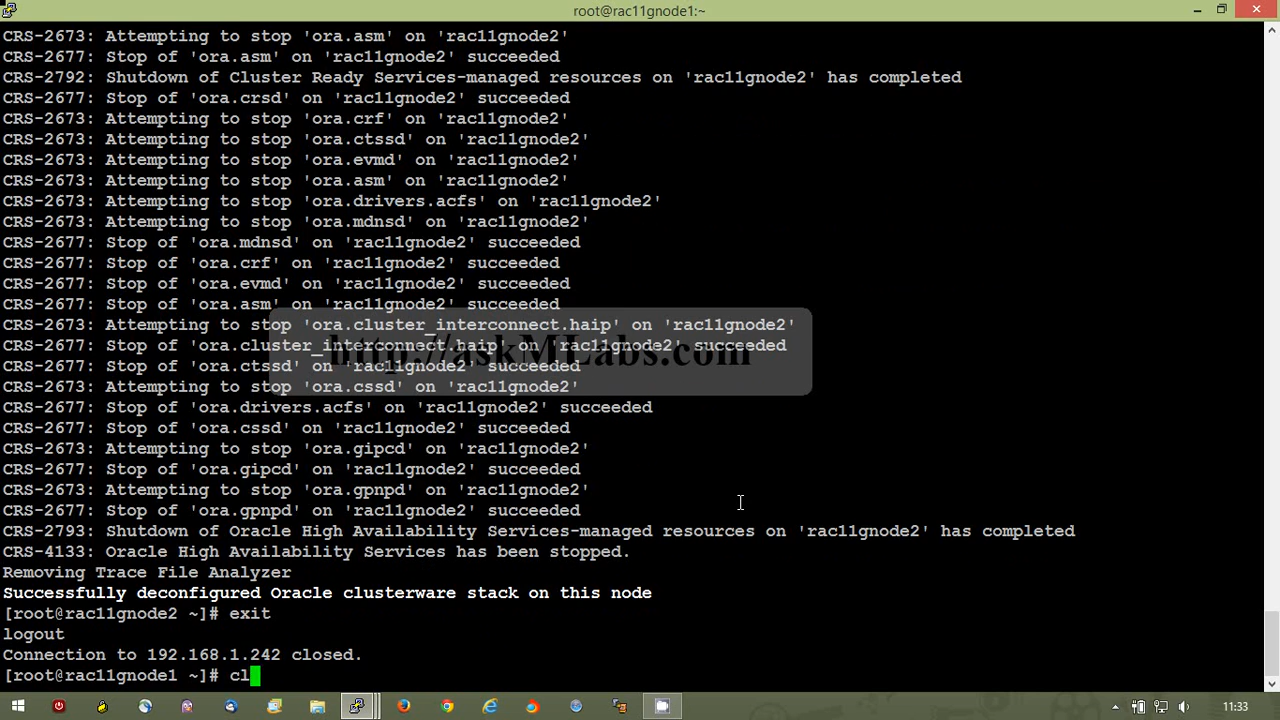 root@rac11gnode1:~
CRS-2673: Attempting to stop 'ora.asm' on 'rac11gnode2'
CRS-2677: Stop of 'ora.asm' on 'rac11gnode2' succeeded
CRS-2792: Shutdown of Cluster Ready Services-managed resources on 'rac11gnode2' has completed
CRS-2677: Stop of 'ora.crsd' on 'rac11gnode2' succeeded
CRS-2673: Attempting to stop 'ora.crf' on 'rac11gnode2'
CRS-2673: Attempting to stop 'ora.ctssd' on 'rac11gnode2'
CRS-2673: Attempting to stop 'ora.evmd' on 'rac11gnode2'
CRS-2673: Attempting to stop 'ora.asm' on 'rac11gnode2'
CRS-2673: Attempting to stop 'ora.drivers.acfs' on 'rac11gnode2'
CRS-2673: Attempting to stop 'ora.mdnsd' on 'rac11gnode2'
CRS-2677: Stop of 'ora.mdnsd' on 'rac11gnode2' succeeded
CRS-2677: Stop of 'ora.crf' on 'rac11gnode2' succeeded
CRS-2677: Stop of 'ora.evmd' on 'rac11gnode2' succeeded
CRS-2677: Stop of 'ora.asm' on 'rac11gnode2' succeeded
CRS-2673: Attempting to stop 'ora.cluster_interconnect.haip' on 'rac11gnode2'
CRS-2677: Stop of 'ora.cluster_interconnect.haip' on 'rac11gnode2' succeeded
http://askMLabs.com
CRS-2677: Stop of 'ora.ctssd' on 'rac11gnode2' succeeded
CRS-2673: Attempting to stop 'ora.cssd' on 'rac11gnode2'
CRS-2677: Stop of 'ora.drivers.acfs' on 'rac11gnode2' succeeded
CRS-2677: Stop of 'ora.cssd' on 'rac11gnode2' succeeded
CRS-2673: Attempting to stop 'ora.gipcd' on 'rac11gnode2'
CRS-2677: Stop of 'ora.gipcd' on 'rac11gnode2' succeeded
CRS-2673: Attempting to stop 'ora.gpnpd' on 'rac11gnode2'
CRS-2677: Stop of 'ora.gpnpd' on 'rac11gnode2' succeeded
CRS-2793: Shutdown of Oracle High Availability Services-managed resources on 'rac11gnode2' has completed
CRS-4133: Oracle High Availability Services has been stopped.
Removing Trace File Analyzer
Successfully deconfigured Oracle clusterware stack on this node
[root@rac11gnode2 ~]# exit
logout
Connection to 192.168.1.242 closed.
[root@rac11gnode1 ~]# cl
11:33